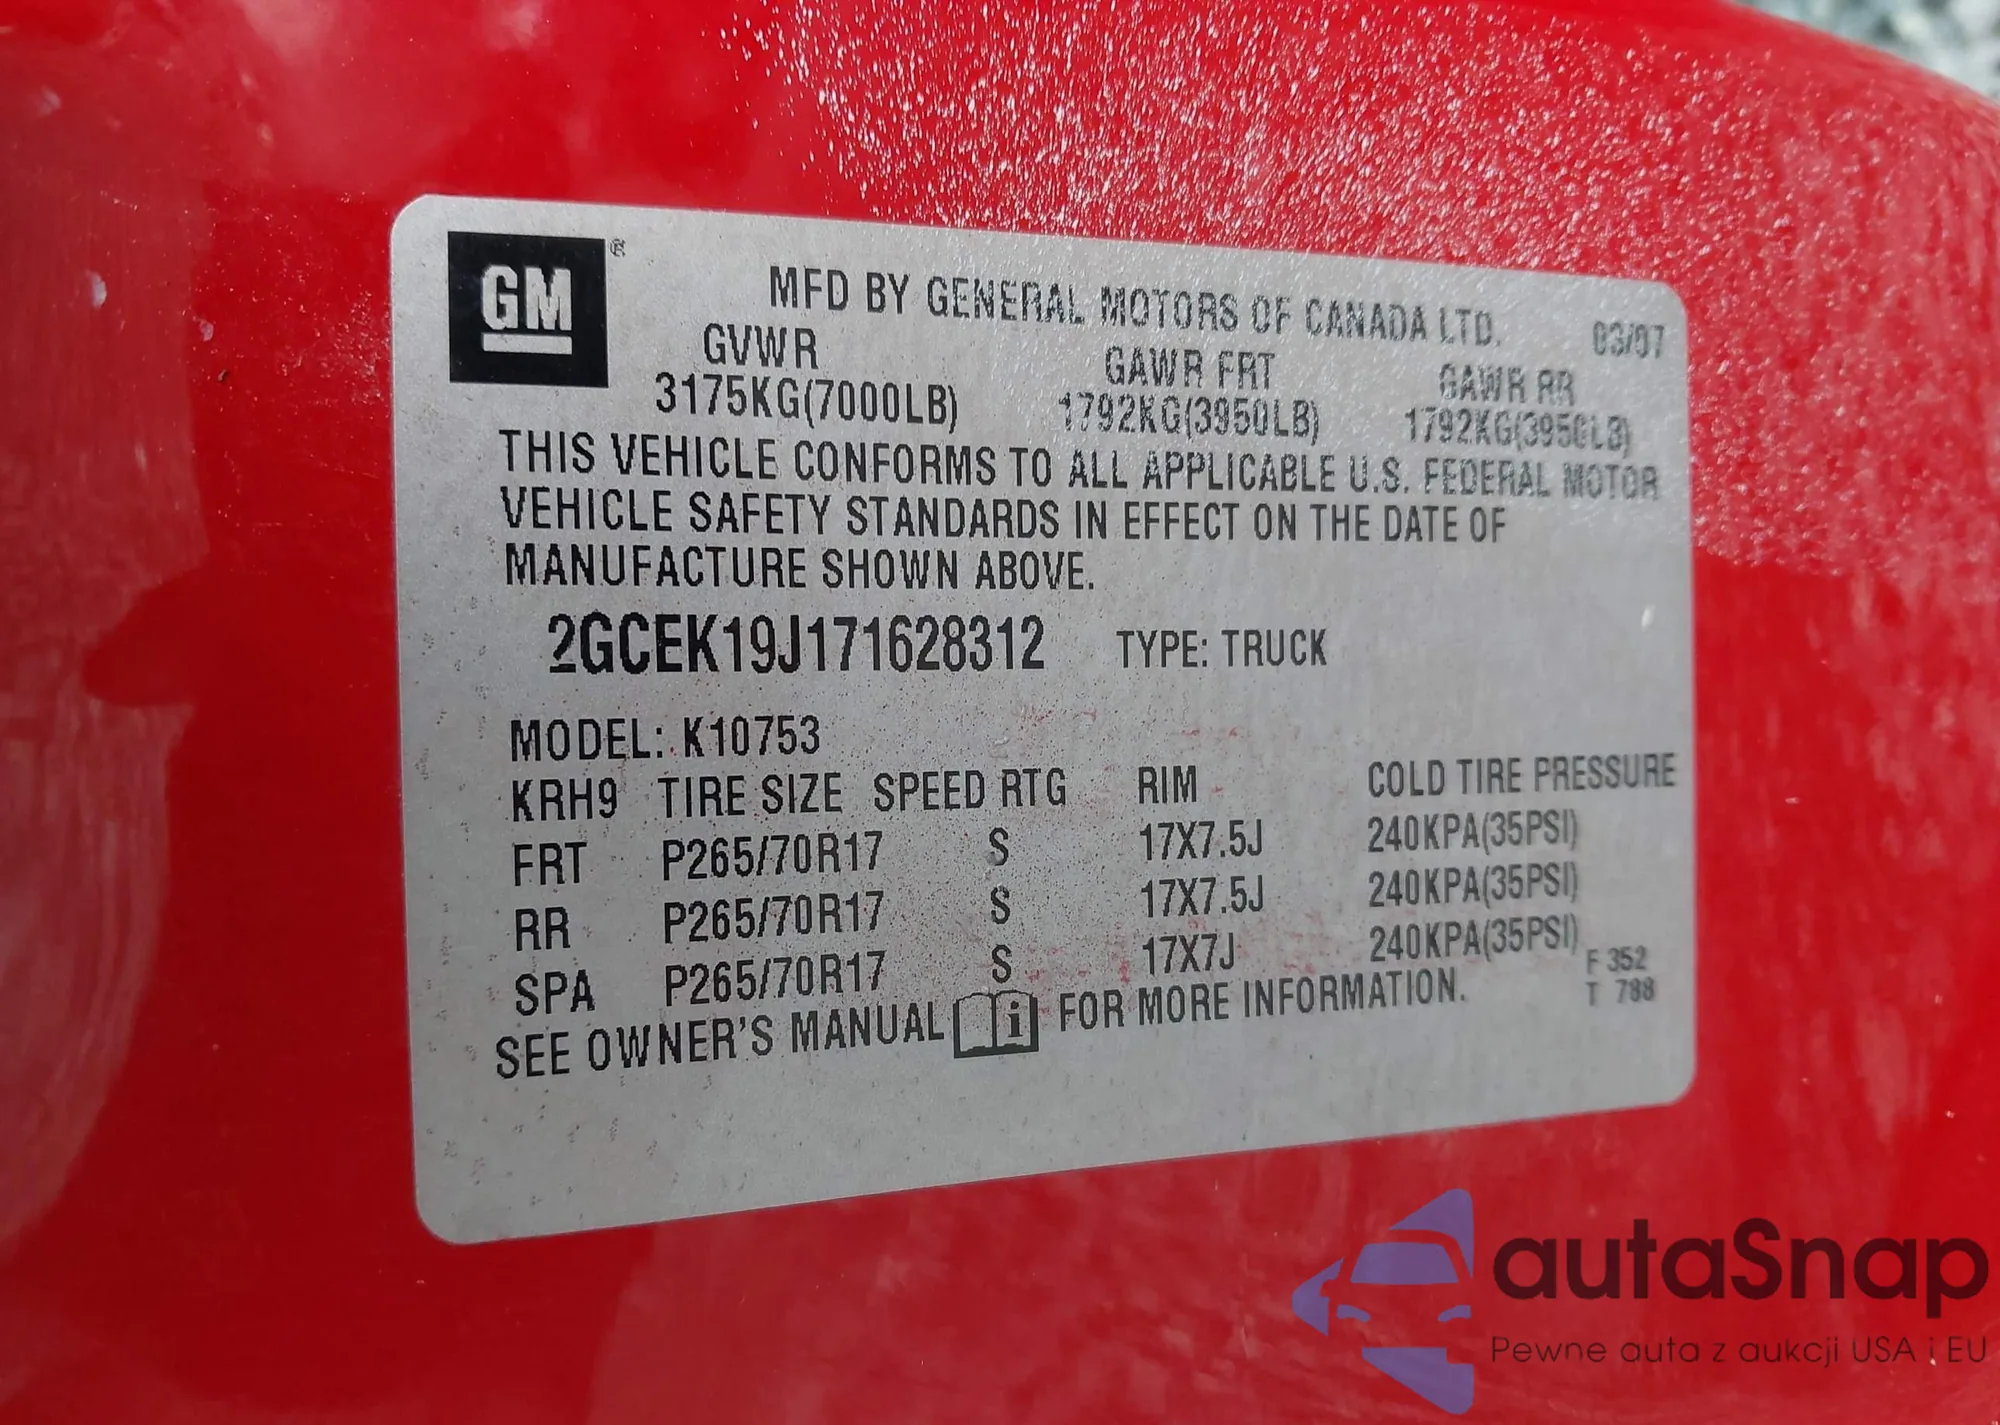 GM®
MFD BY GENERAL MOTORS OF CANADA LTD. 03/07
GVWR GAWR FRT GAWR RR
3175KG(7000LB) 1792KG(3950LB) 1792KG(3950LB)
THIS VEHICLE CONFORMS TO ALL APPLICABLE U.S. FEDERAL MOTOR
VEHICLE SAFETY STANDARDS IN EFFECT ON THE DATE OF
MANUFACTURE SHOWN ABOVE.
2GCEK19J171628312 TYPE: TRUCK
MODEL: K10753
KRH9 TIRE SIZE SPEED RTG RIM COLD TIRE PRESSURE
FRT P265/70R17 S 17X7.5J 240KPA(35PSI)
RR P265/70R17 S 17X7.5J 240KPA(35PSI)
SPA P265/70R17 S 17X7J 240KPA(35PSI)
F 352
T 788
SEE OWNER'S MANUAL i FOR MORE INFORMATION.
autaSnap
Pewne auta z aukcji USA i EU